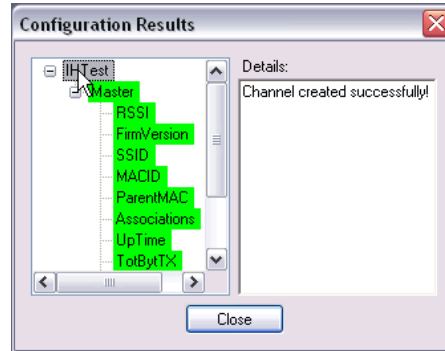 Configuration Results
IHTest
Master
RSSI
FirmVersion
SSID
MACID
ParentMAC
Associations
UpTime
TotBytTX
Details:
Channel created successfully!
Close